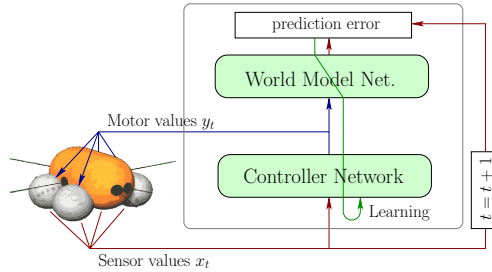 prediction error
World Model Net.
Motor values y_t
Controller Network
Learning
t = t + 1
Sensor values x_t